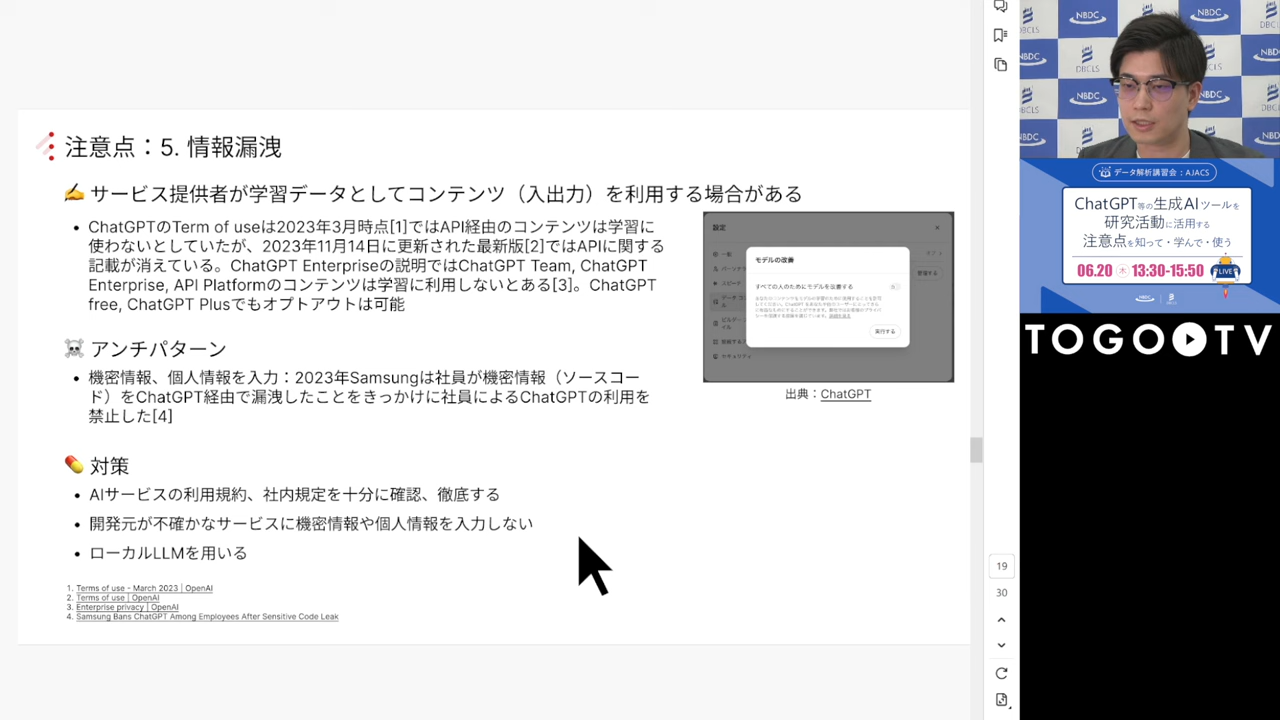 注意点：5. 情報漏洩
✍️ サービス提供者が学習データとしてコンテンツ（入出力）を利用する場合がある
• ChatGPTのTerm of useは2023年3月時点[1]ではAPI経由のコンテンツは学習に
使わないとしていたが、2023年11月14日に更新された最新版[2]ではAPIに関する
記載が消えている。ChatGPT Enterpriseの説明ではChatGPT Team, ChatGPT
Enterprise, API Platformのコンテンツは学習に利用しないとある[3]。ChatGPT
free, ChatGPT Plusでもオプトアウトは可能
設定
一般
モデルの改善
すべての人のためにモデルを改善する
実行する
セキュリティ
出典：ChatGPT
☠️ アンチパターン
• 機密情報、個人情報を入力：2023年Samsungは社員が機密情報（ソースコー
ド）をChatGPT経由で漏洩したことをきっかけに社員によるChatGPTの利用を
禁止した[4]
💊 対策
• AIサービスの利用規約、社内規定を十分に確認、徹底する
• 開発元が不確かなサービスに機密情報や個人情報を入力しない
• ローカルLLMを用いる
1. Terms of use - March 2023 | OpenAI
2. Terms of use | OpenAI
3. Enterprise privacy | OpenAI
4. Samsung Bans ChatGPT Among Employees After Sensitive Code Leak
19
30
NBDC
DBCLS
データ解析講習会：AJACS
ChatGPT等の生成AIツールを
研究活動に活用する
注意点を知って・学んで・使う
06.20 木 13:30-15:50
LIVE
NBDC
TOGO TV